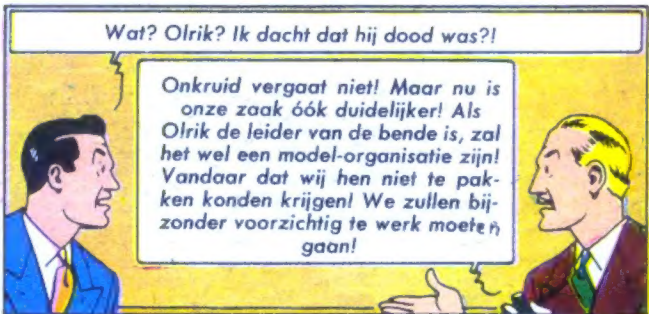 Wat? Olrik? Ik dacht dat hij dood was?!
Onkruid vergaat niet! Maar nu is
onze zaak óók duidelijker! Als
Olrik de leider van de bende is, zal
het wel een model-organisatie zijn!
Vandaar dat wij hen niet te pak-
ken konden krijgen! We zullen bij-
zonder voorzichtig te werk moeten
gaan!